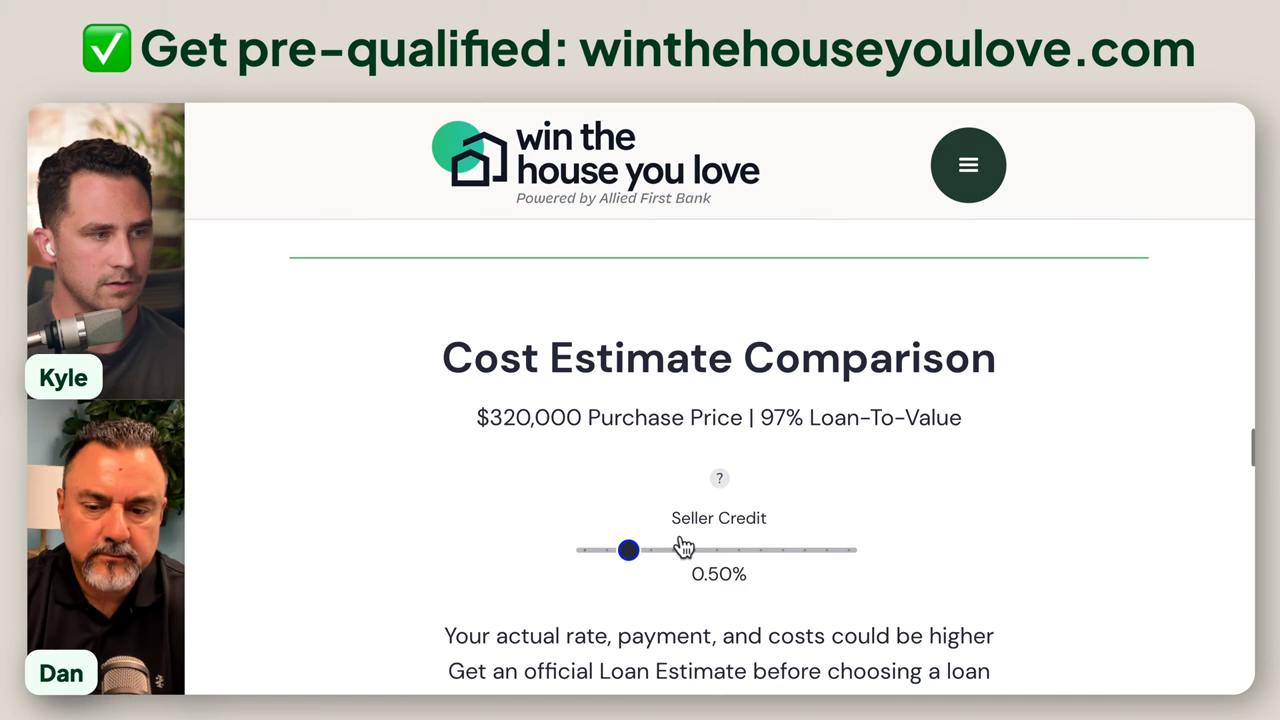 ✅ Get pre-qualified: winthehouseyoulove.com
win the
house you love
Powered by Allied First Bank
Kyle
Cost Estimate Comparison
$320,000 Purchase Price | 97% Loan-To-Value
?
Seller Credit
0.50%
Your actual rate, payment, and costs could be higher
Get an official Loan Estimate before choosing a loan
Dan